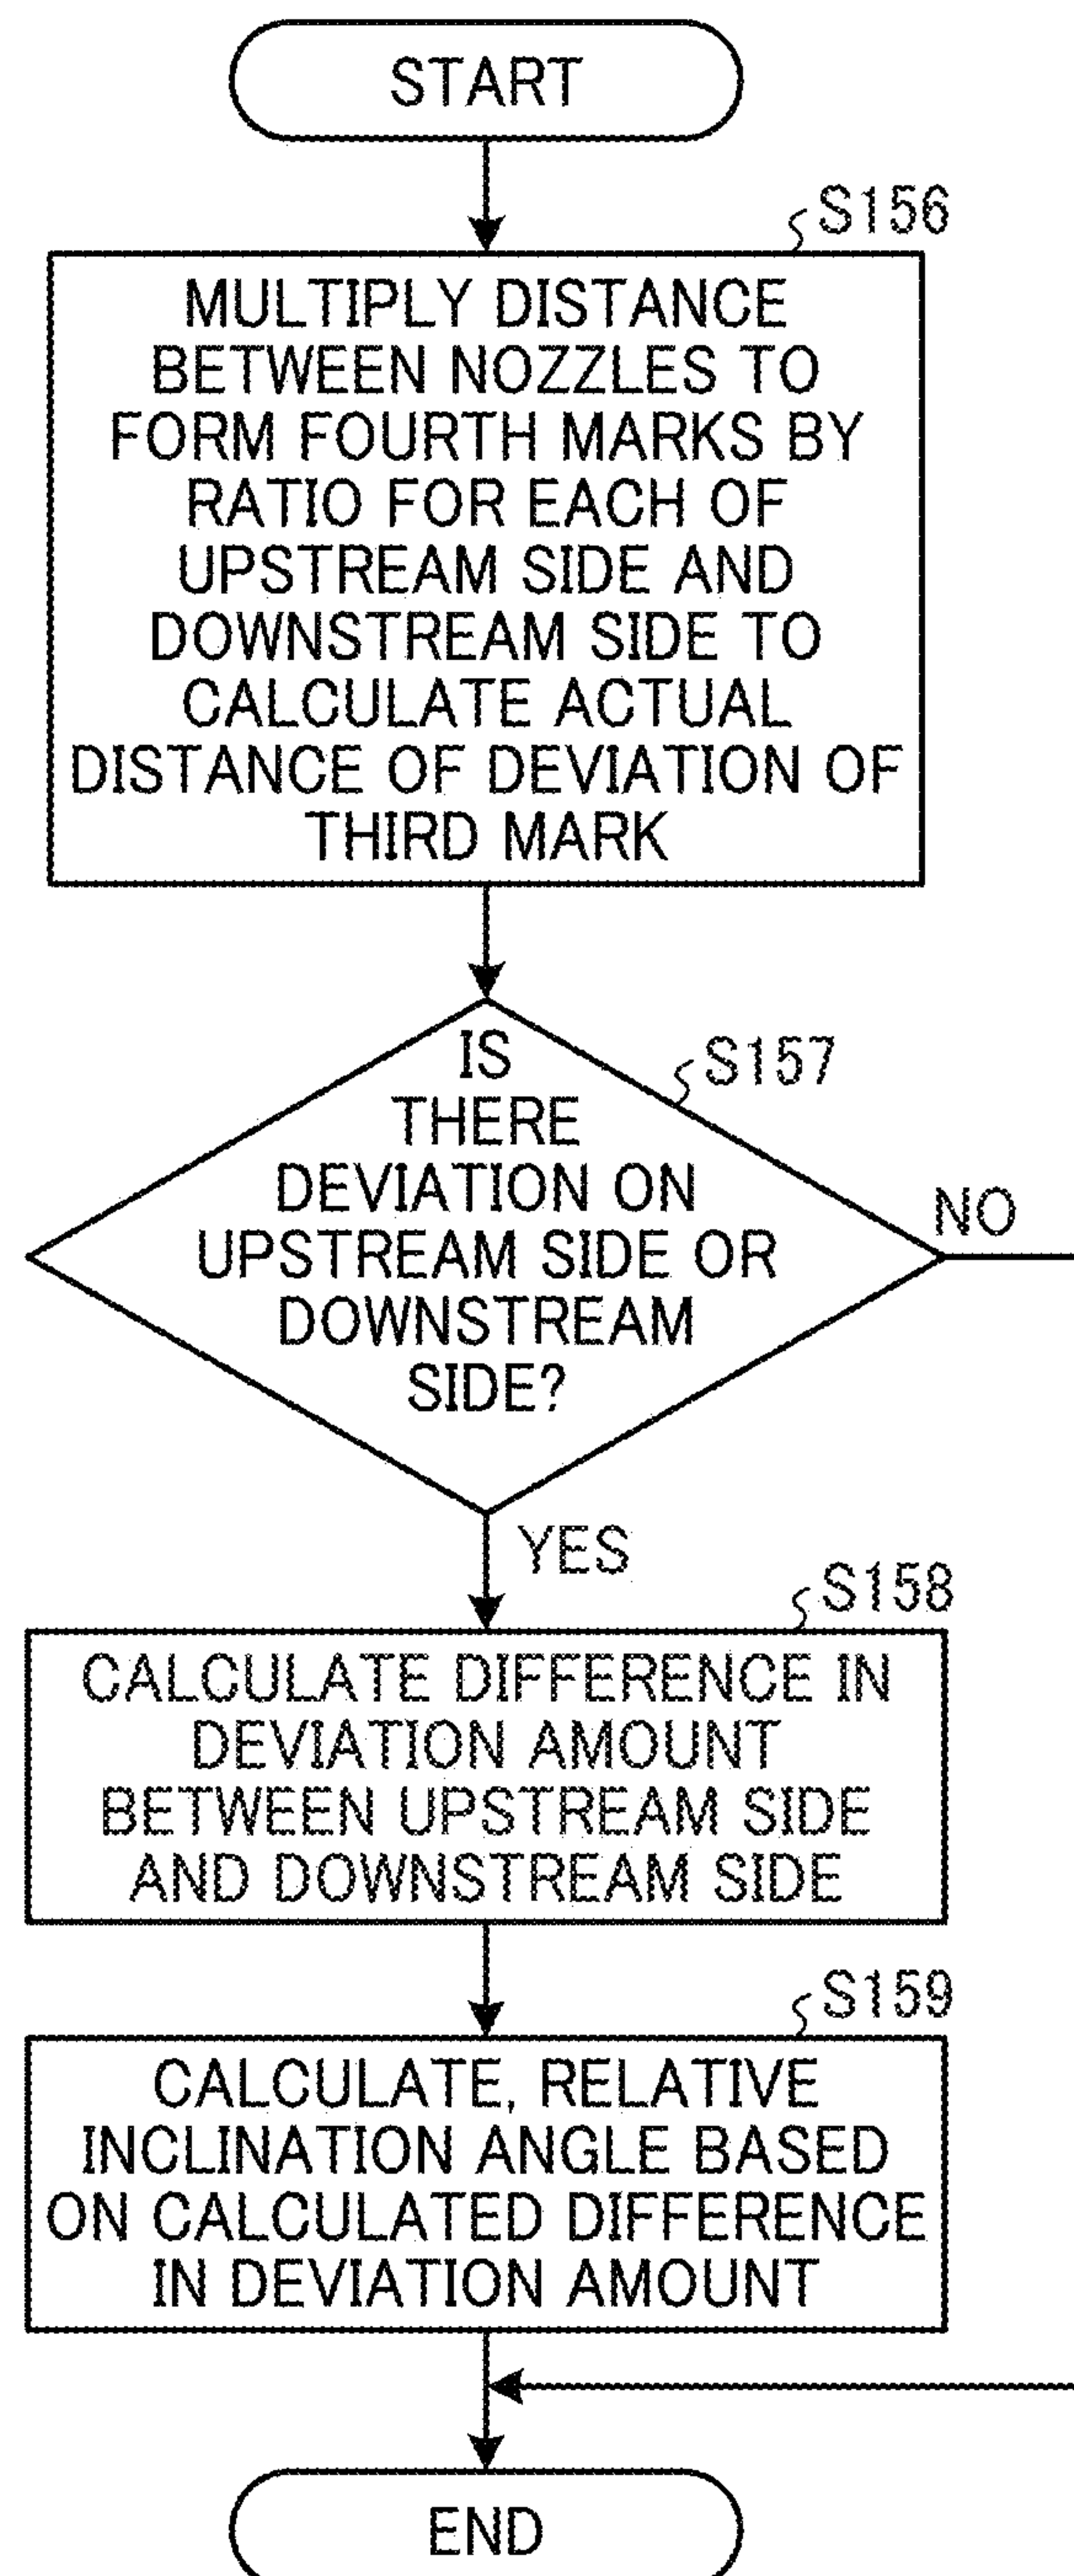 START
S156
MULTIPLY DISTANCE
BETWEEN NOZZLES TO
FORM FOURTH MARKS BY
RATIO FOR EACH OF
UPSTREAM SIDE AND
DOWNSTREAM SIDE TO
CALCULATE ACTUAL
DISTANCE OF DEVIATION OF
THIRD MARK
S157
IS
THERE
DEVIATION ON
UPSTREAM SIDE OR
DOWNSTREAM
SIDE?
NO
YES
S158
CALCULATE DIFFERENCE IN
DEVIATION AMOUNT
BETWEEN UPSTREAM SIDE
AND DOWNSTREAM SIDE
S159
CALCULATE, RELATIVE
INCLINATION ANGLE BASED
ON CALCULATED DIFFERENCE
IN DEVIATION AMOUNT
END